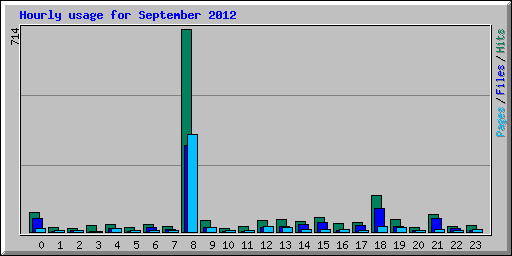 Hourly usage for September 2012
714
Pages/Files/Hits
0 1 2 3 4 5 6 7 8 9 10 11 12 13 14 15 16 17 18 19 20 21 22 23